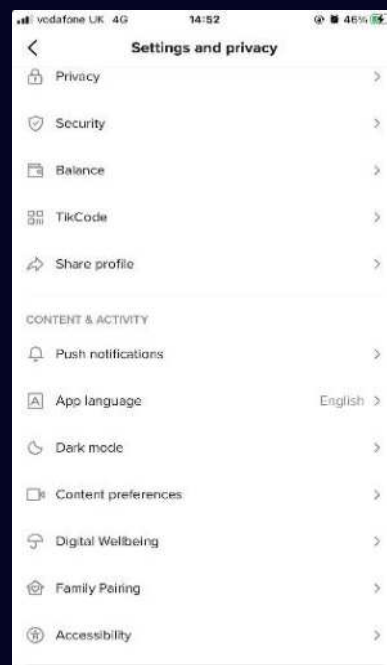 vodafone UK 4G 14:52 46%
Settings and privacy
Privacy
Security
Balance
TikCode
Share profile
CONTENT & ACTIVITY
Push notifications
App language English
Dark mode
Content preferences
Digital Wellbeing
Family Pairing
Accessibility